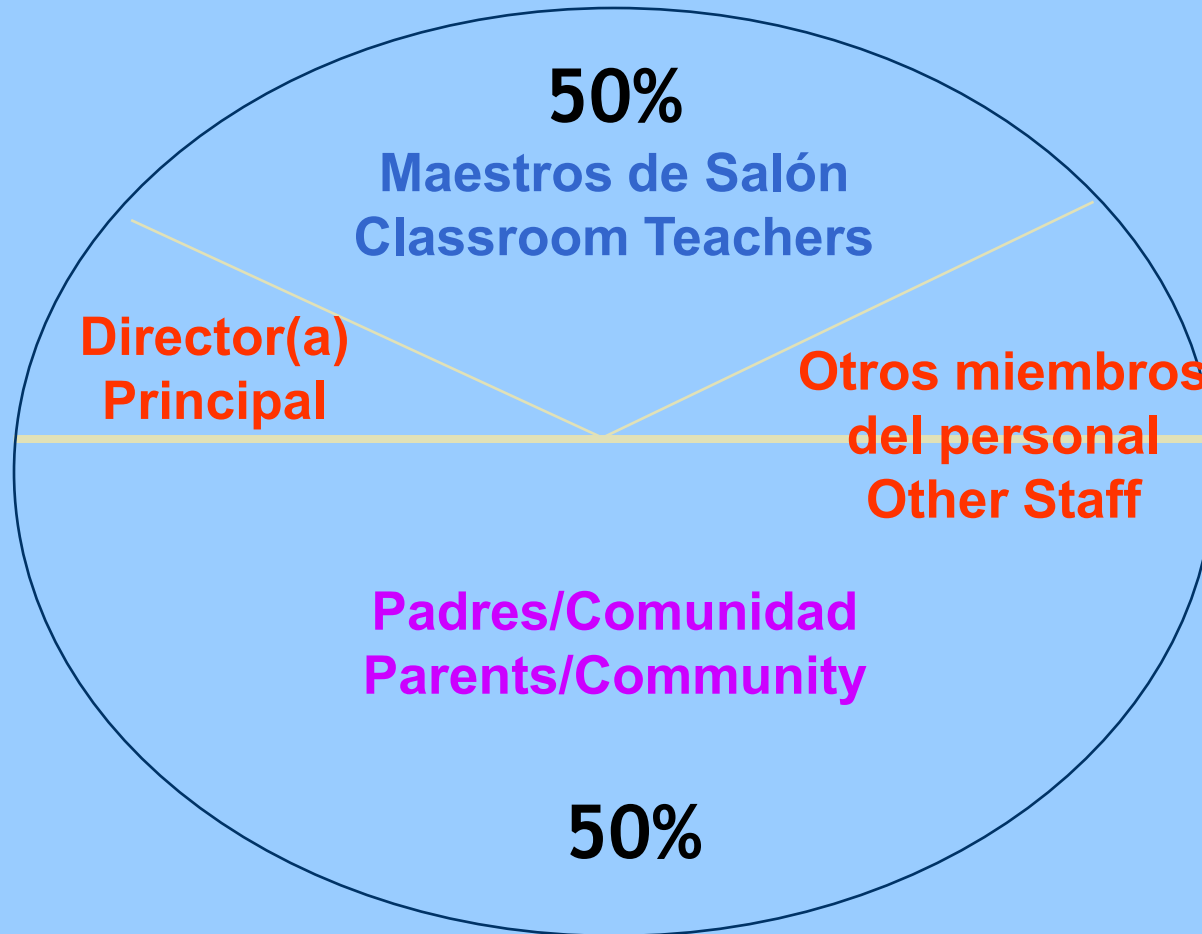 50%
Maestros de Salón
Classroom Teachers
Director(a)
Principal
Otros miembros
del personal
Other Staff
Padres/Comunidad
Parents/Community
50%